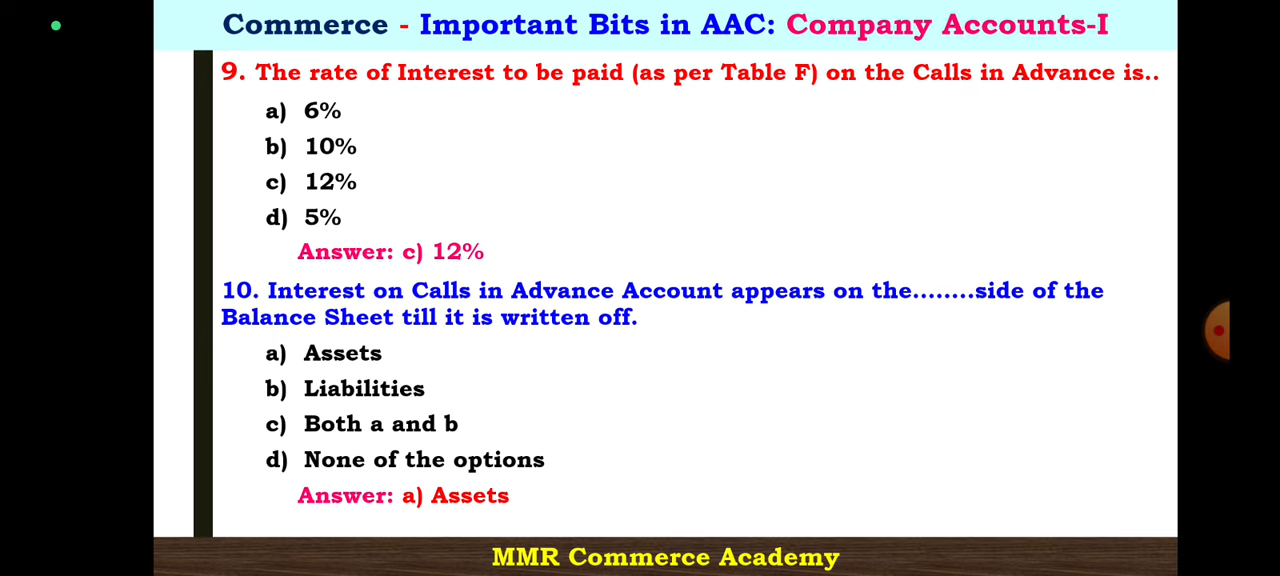 Commerce - Important Bits in AAC: Company Accounts-I
9. The rate of Interest to be paid (as per Table F) on the Calls in Advance is..
a) 6%
b) 10%
c) 12%
d) 5%
Answer: c) 12%
10. Interest on Calls in Advance Account appears on the........side of the
Balance Sheet till it is written off.
a) Assets
b) Liabilities
c) Both a and b
d) None of the options
Answer: a) Assets
MMR Commerce Academy